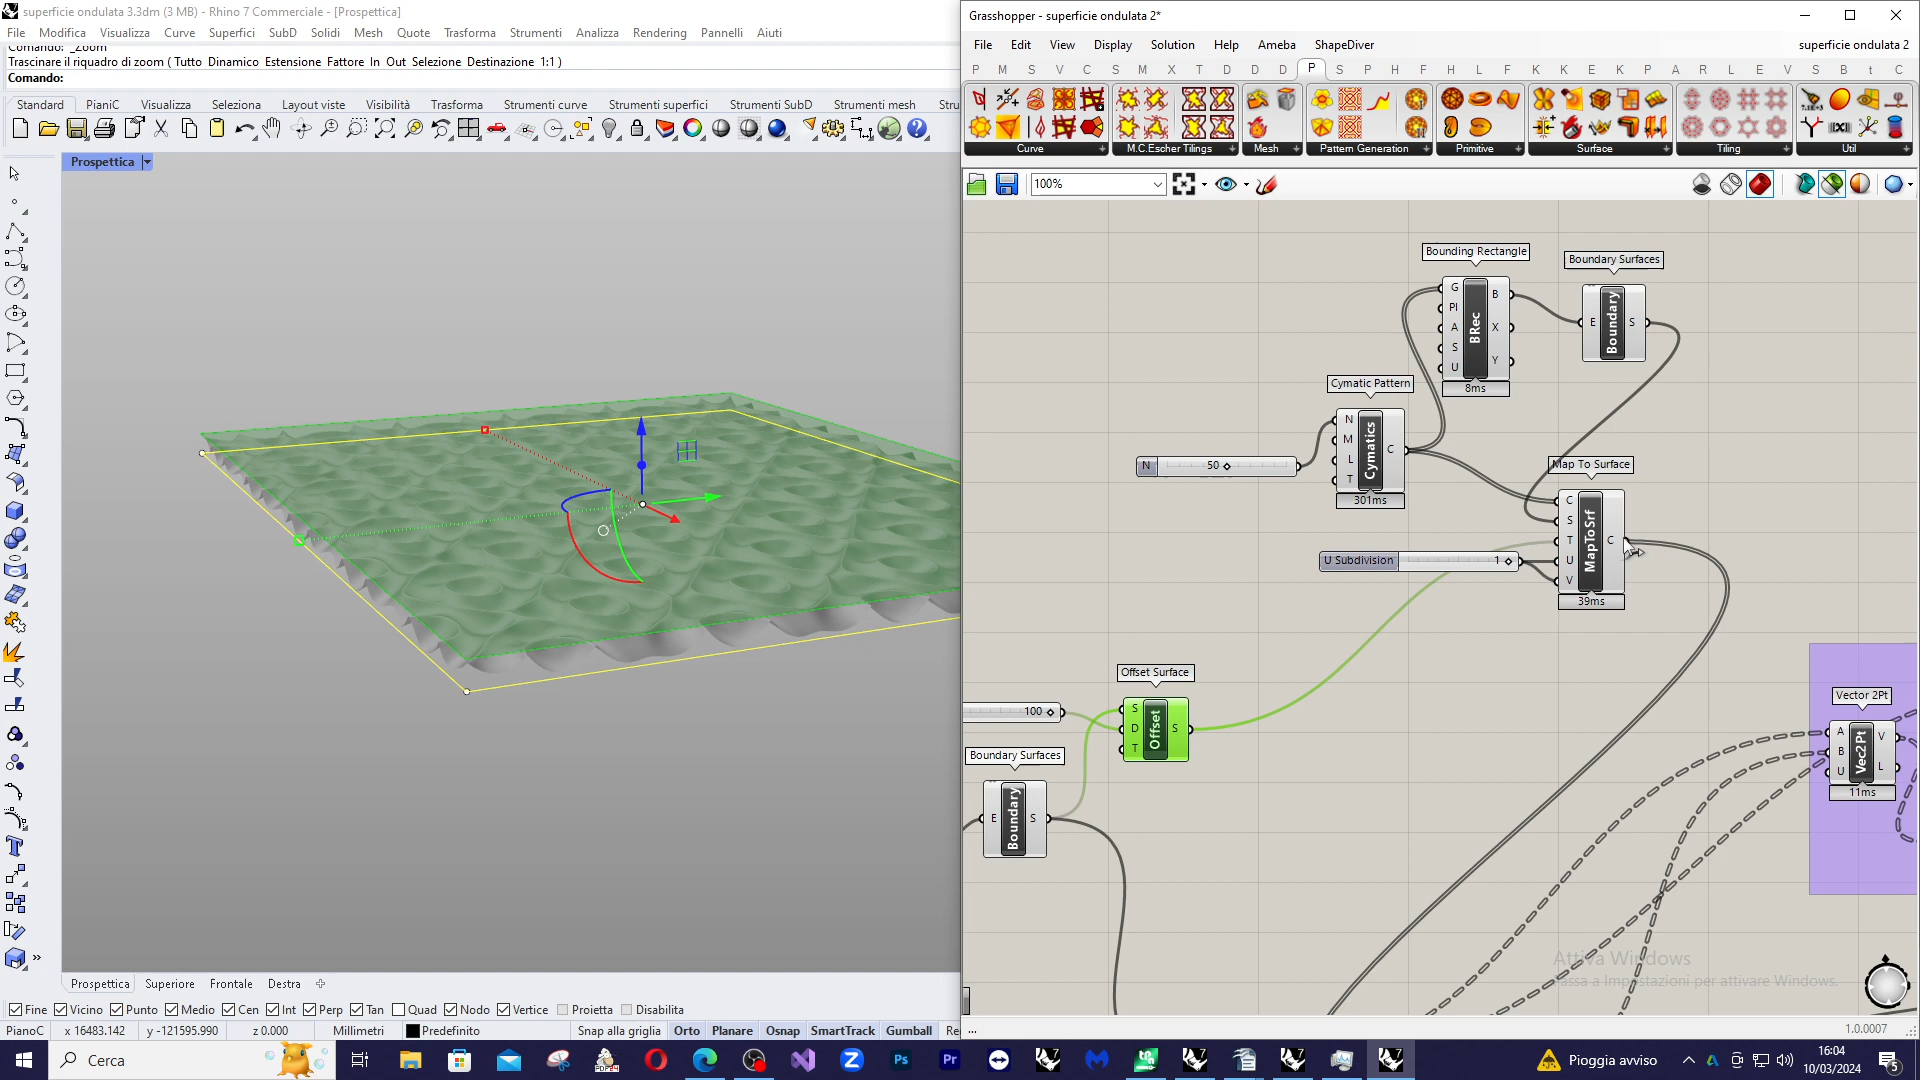 superficie ondulata 3.3dm (3 MB) - Rhino 7 Commerciale - [Prospettica]
File Modifica Visualizza Curve Superfici SubD Solidi Mesh Quote Trasforma Strumenti Analizza Rendering Pannelli Aiuti
Comando: _Zoom
Trascinare il riquadro di zoom ( Tutto Dinamico Estensione Fattore In Out Selezione Destinazione 1:1 )
Comando:
Standard PianiC Visualizza Seleziona Layout viste Visibilità Trasforma Strumenti curve Strumenti superfici Strumenti SubD Strumenti mesh Stru
Prospettica
Prospettica Superiore Frontale Destra
Fine Vicino Punto Medio Cen Int Perp Tan Quad Nodo Vertice Proietta Disabilita
PianoC x 16483.142 y -121595.990 z 0.000 Millimetri Predefinito Snap alla griglia Orto Planare Osnap SmartTrack Gumball Re
Grasshopper - superficie ondulata 2*
File Edit View Display Solution Help Ameba ShapeDiver superficie ondulata 2
P M S V C S M X T D D D P S P H F H L F K K E K P A R L E V S B t C
Curve M.C.Escher Tilings Mesh Pattern Generation Primitive Surface Tiling Util
100%
Bounding Rectangle
G Pl A S U BRec B X Y
8ms
Boundary Surfaces
E Boundary S
Cymatic Pattern
N M L T Cymatics C
301ms
N 50
Map To Surface
C S T U V MapToSrf C
39ms
U Subdivision 1
Offset Surface
S D T Offset S
100
Boundary Surfaces
E Boundary S
Vector 2Pt
A B U Vec2Pt V L
11ms
Attiva Windows
Passa a Impostazioni per attivare Windows.
... 1.0.0007
Cerca
Pioggia avviso
16:04
10/03/2024
5